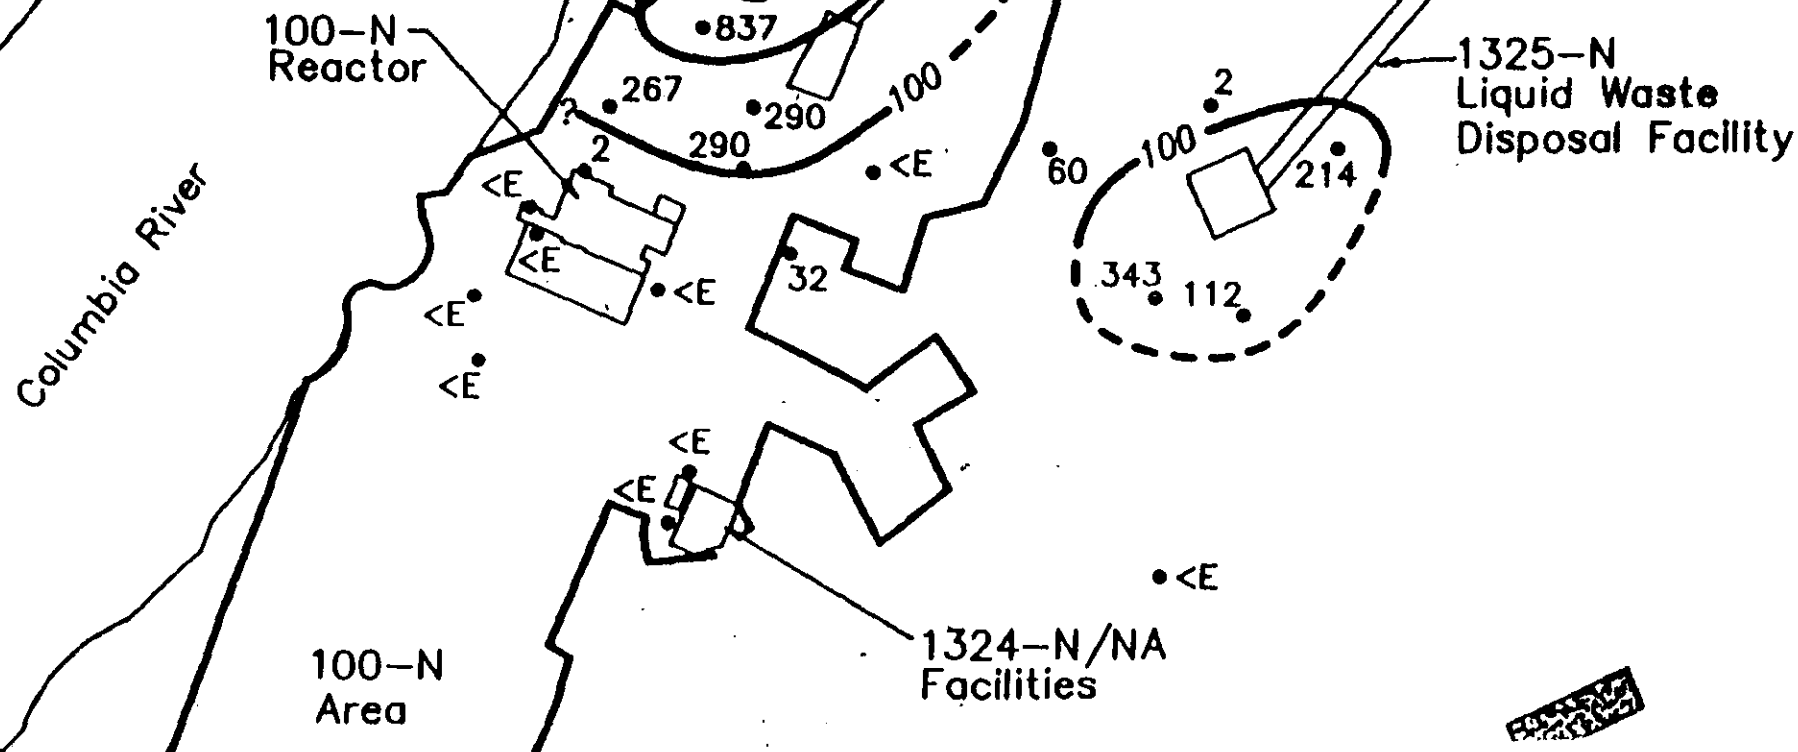 100-N
Reactor
837
267
290
?
290
100
2
<E
<E
<E
<E
<E
<E
<E
32
60
2
100
214
343
112
1325-N
Liquid Waste
Disposal Facility
Columbia River
<E
<E
<E
1324-N/NA
Facilities
100-N
Area